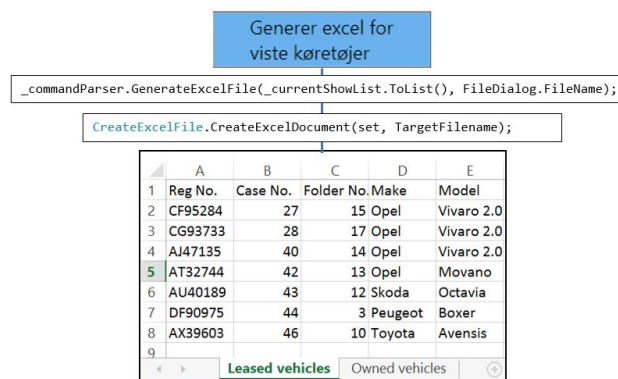 Generer excel for
viste køretøjer
_commandParser.GenerateExcelFile(_currentShowList.ToList(), FileDialog.FileName);
CreateExcelFile.CreateExcelDocument(set, TargetFilename);
A B C D E
1 Reg No. Case No. Folder No. Make Model
2 CF95284 27 15 Opel Vivaro 2.0
3 CG93733 28 17 Opel Vivaro 2.0
4 AJ47135 40 14 Opel Vivaro 2.0
5 AT32744 42 13 Opel Movano
6 AU40189 43 12 Skoda Octavia
7 DF90975 44 3 Peugeot Boxer
8 AX39603 46 10 Toyota Avensis
9
Leased vehicles Owned vehicles